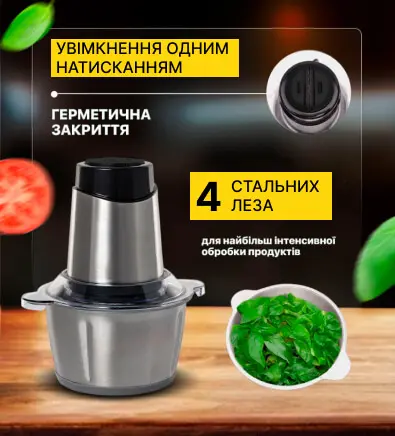 УВІМКНЕННЯ ОДНИМ
НАТИСКАННЯМ
ГЕРМЕТИЧНА
ЗАКРИТТЯ
4
СТАЛЬНИХ
ЛЕЗА
для найбільш інтенсивної
обробки продуктів